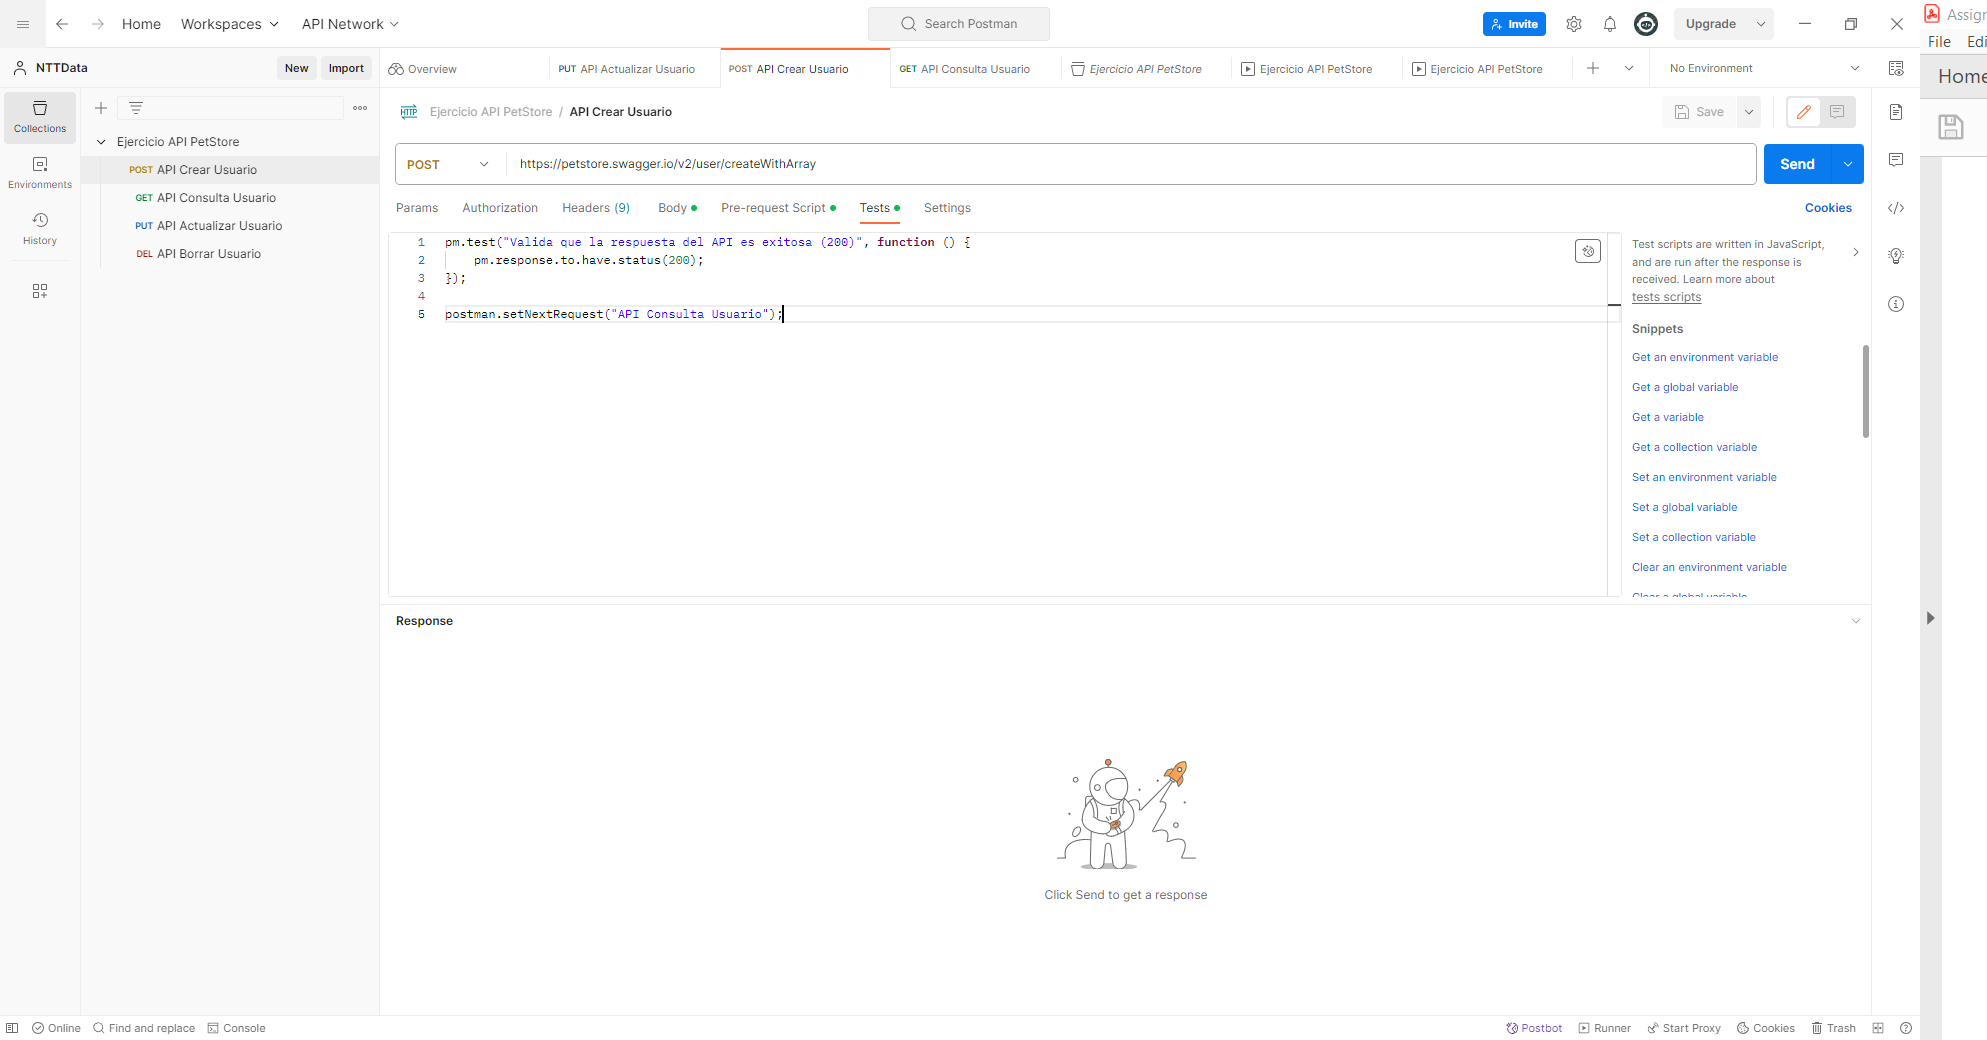 Home Workspaces API Network Search Postman Invite Upgrade
NTTData New Import
Overview PUT API Actualizar Usuario POST API Crear Usuario GET API Consulta Usuario Ejercicio API PetStore Ejercicio API PetStore Ejercicio API PetStore No Environment
Collections
Environments
History
Ejercicio API PetStore
POST API Crear Usuario
GET API Consulta Usuario
PUT API Actualizar Usuario
DEL API Borrar Usuario
HTTP Ejercicio API PetStore / API Crear Usuario Save
POST https://petstore.swagger.io/v2/user/createWithArray Send
Params Authorization Headers (9) Body Pre-request Script Tests Settings Cookies
1 pm.test("Valida que la respuesta del API es exitosa (200)", function () {
2 pm.response.to.have.status(200);
3 });
4
5 postman.setNextRequest("API Consulta Usuario");
Test scripts are written in JavaScript,
and are run after the response is
received. Learn more about
tests scripts
Snippets
Get an environment variable
Get a global variable
Get a variable
Get a collection variable
Set an environment variable
Set a global variable
Set a collection variable
Clear an environment variable
Clear a global variable
Response
Click Send to get a response
Online Find and replace Console Postbot Runner Start Proxy Cookies Trash
Assign
File Edi
Home